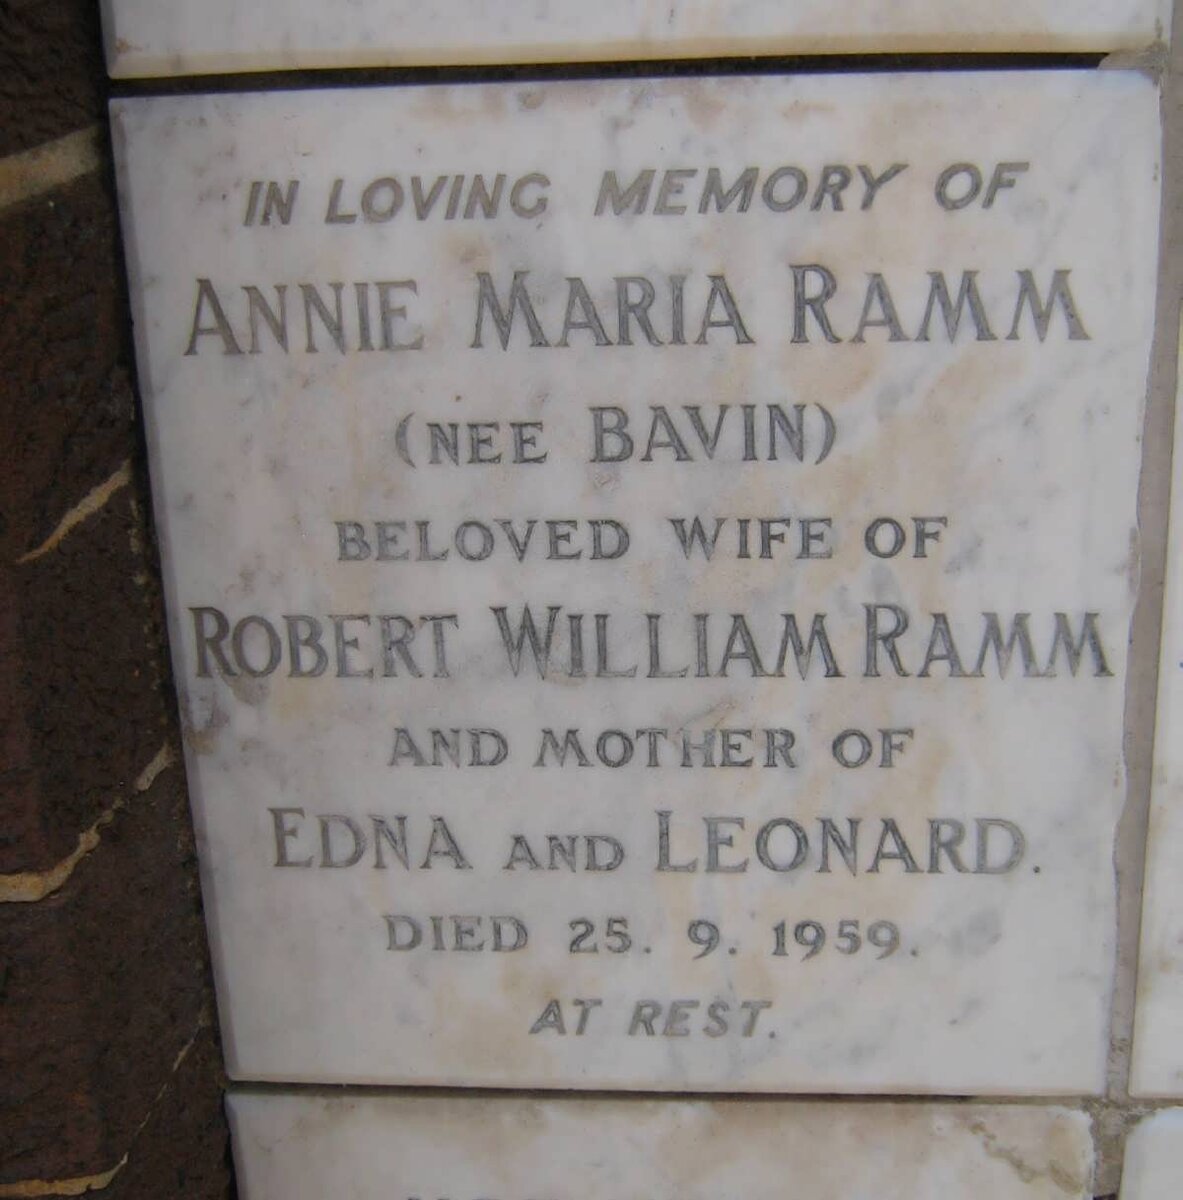 IN LOVING MEMORY OF
ANNIE MARIA RAMM
(NEE BAVIN)
BELOVED WIFE OF
ROBERT WILLIAM RAMM
AND MOTHER OF
EDNA AND LEONARD.
DIED 25. 9. 1959.
AT REST.